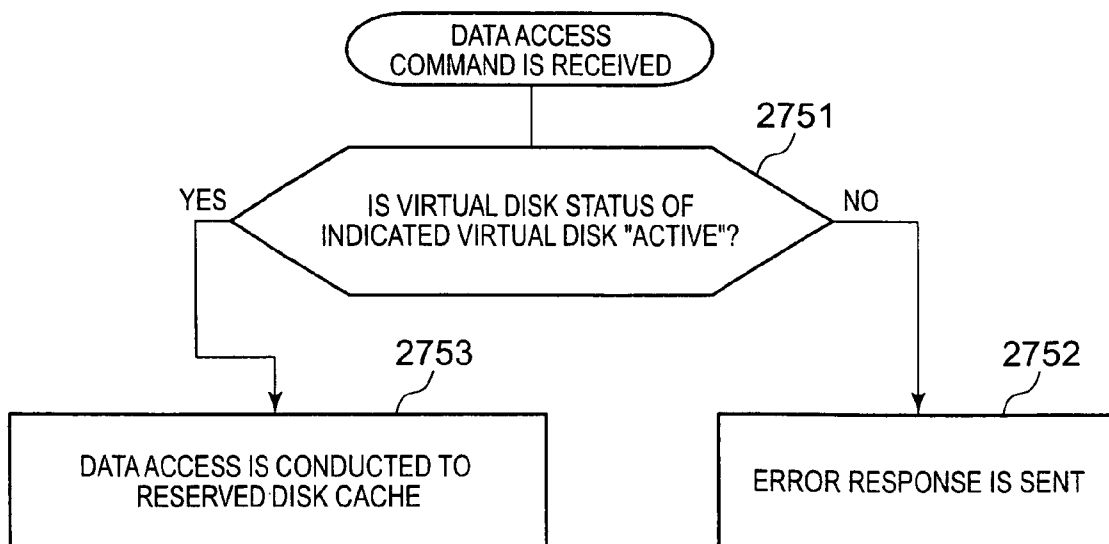 DATA ACCESS
COMMAND IS RECEIVED
2751
YES
IS VIRTUAL DISK STATUS OF
INDICATED VIRTUAL DISK "ACTIVE"?
NO
2753
2752
DATA ACCESS IS CONDUCTED TO
RESERVED DISK CACHE
ERROR RESPONSE IS SENT